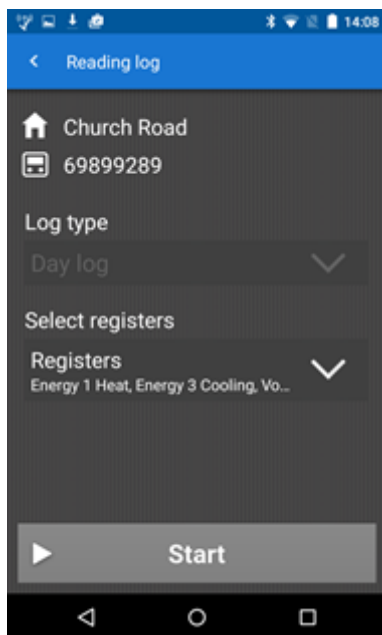 14:08
Reading log
Church Road
69899289
Log type
Day log
Select registers
Registers
Energy 1 Heat, Energy 3 Cooling, Vo...
Start